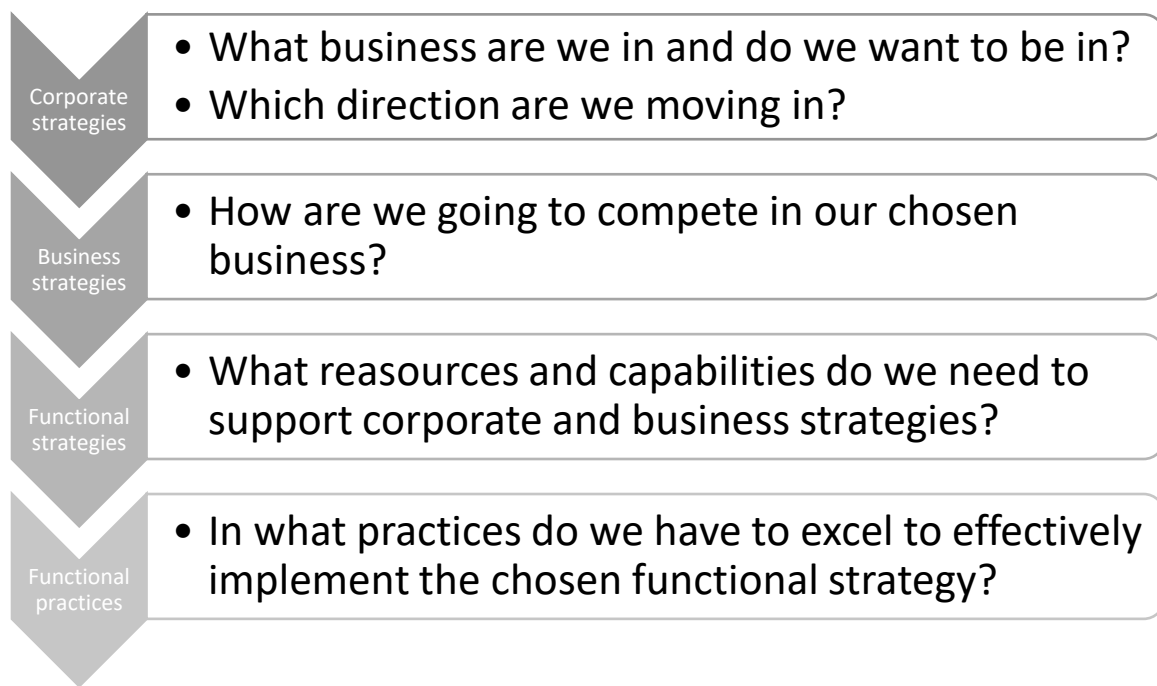 Corporate
strategies
• What business are we in and do we want to be in?
• Which direction are we moving in?
Business
strategies
• How are we going to compete in our chosen
business?
Functional
strategies
• What reasources and capabilities do we need to
support corporate and business strategies?
Functional
practices
• In what practices do we have to excel to effectively
implement the chosen functional strategy?